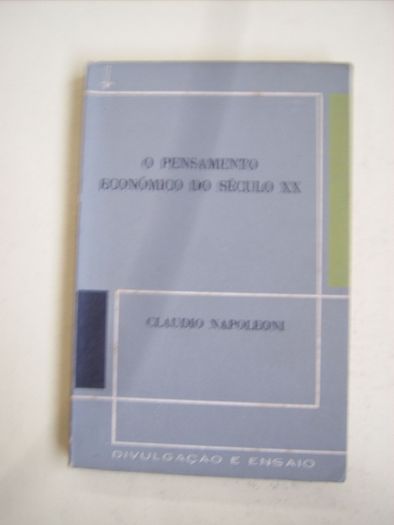 O PENSAMENTO
ECONÓMICO DO SÉCULO XX
CLAUDIO NAPOLEONI
DIVULGAÇÃO E ENSAIO